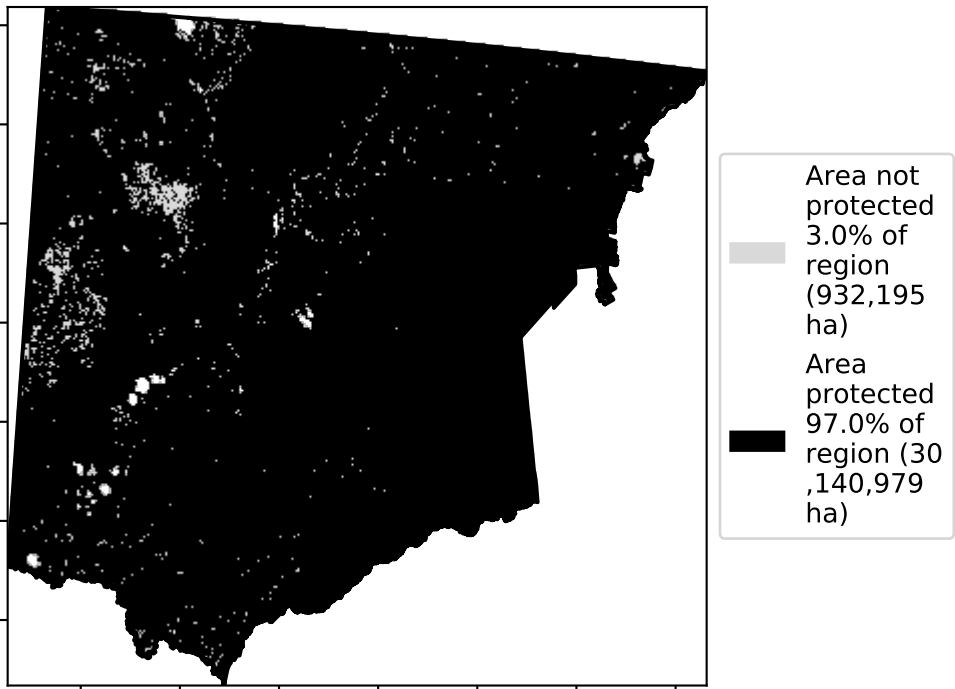 Area not
protected
3.0% of
region
(932,195
ha)
Area
protected
97.0% of
region (30
,140,979
ha)